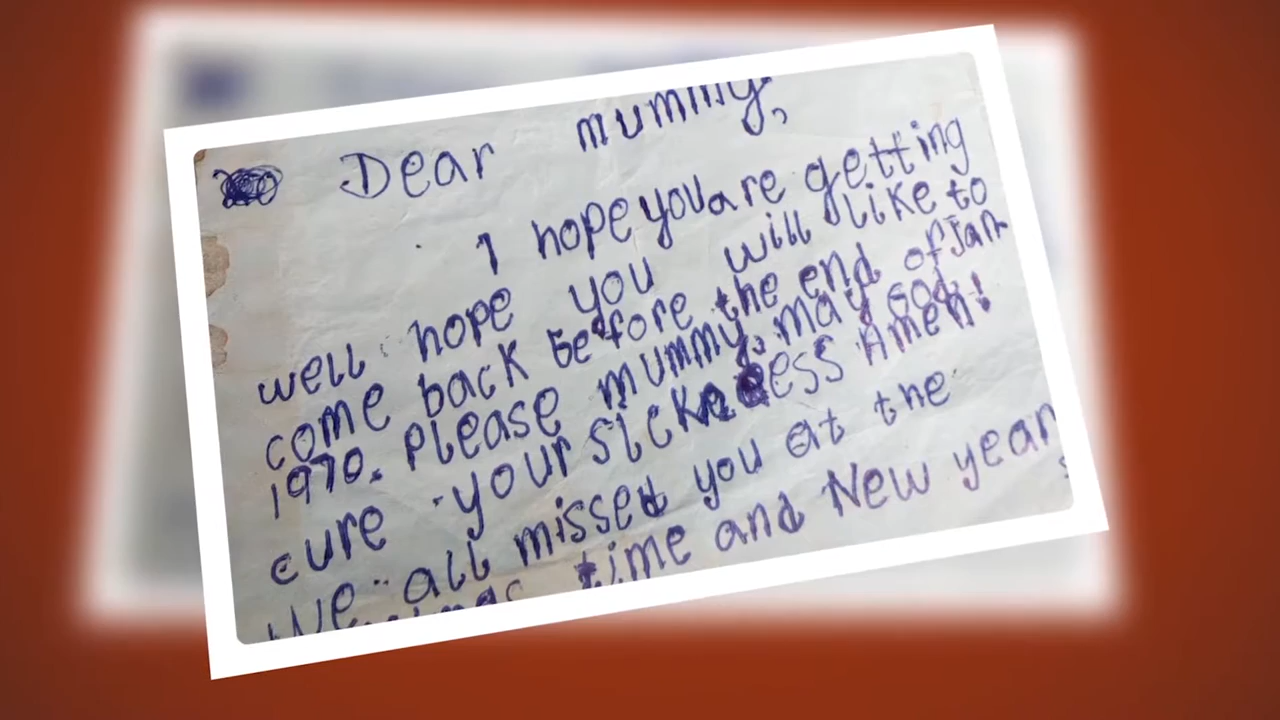 Dear mummy,
I hope you are getting
well hope you will like to
come back before the end of Jan
1970. Please mummy, may God
cure your sickness Amen!
We all missed you at the
time and New year